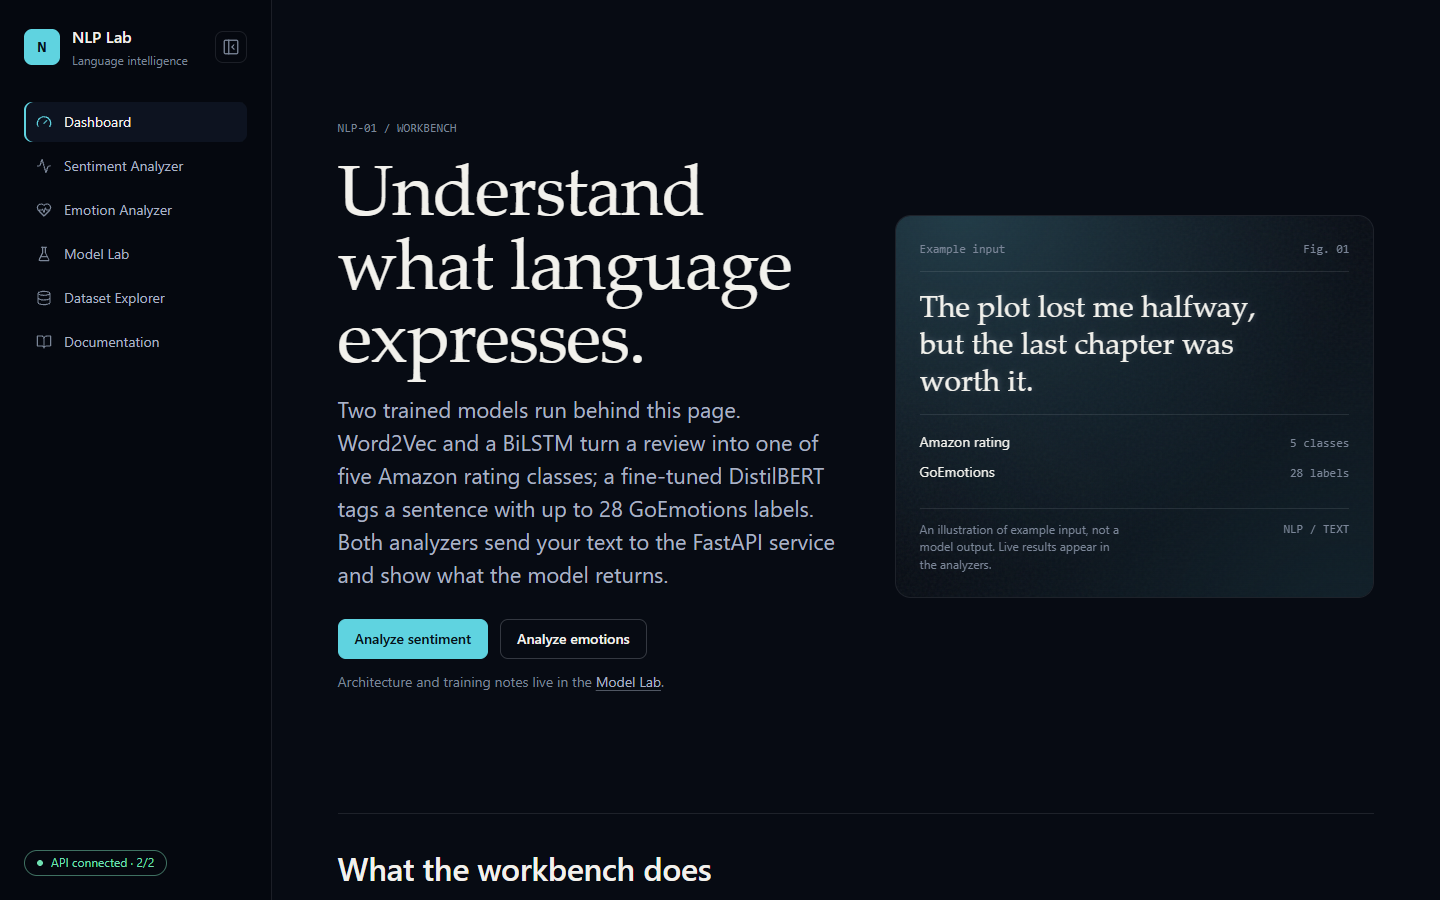 N
NLP Lab
Language intelligence
Dashboard
Sentiment Analyzer
Emotion Analyzer
Model Lab
Dataset Explorer
Documentation
API connected · 2/2
NLP-01 / WORKBENCH
Understand
what language
expresses.
Two trained models run behind this page.
Word2Vec and a BiLSTM turn a review into one of
five Amazon rating classes; a fine-tuned DistilBERT
tags a sentence with up to 28 GoEmotions labels.
Both analyzers send your text to the FastAPI service
and show what the model returns.
Analyze sentiment
Analyze emotions
Architecture and training notes live in the Model Lab.
Example input
Fig. 01
The plot lost me halfway,
but the last chapter was
worth it.
Amazon rating
5 classes
GoEmotions
28 labels
An illustration of example input, not a
model output. Live results appear in
the analyzers.
NLP / TEXT
What the workbench does